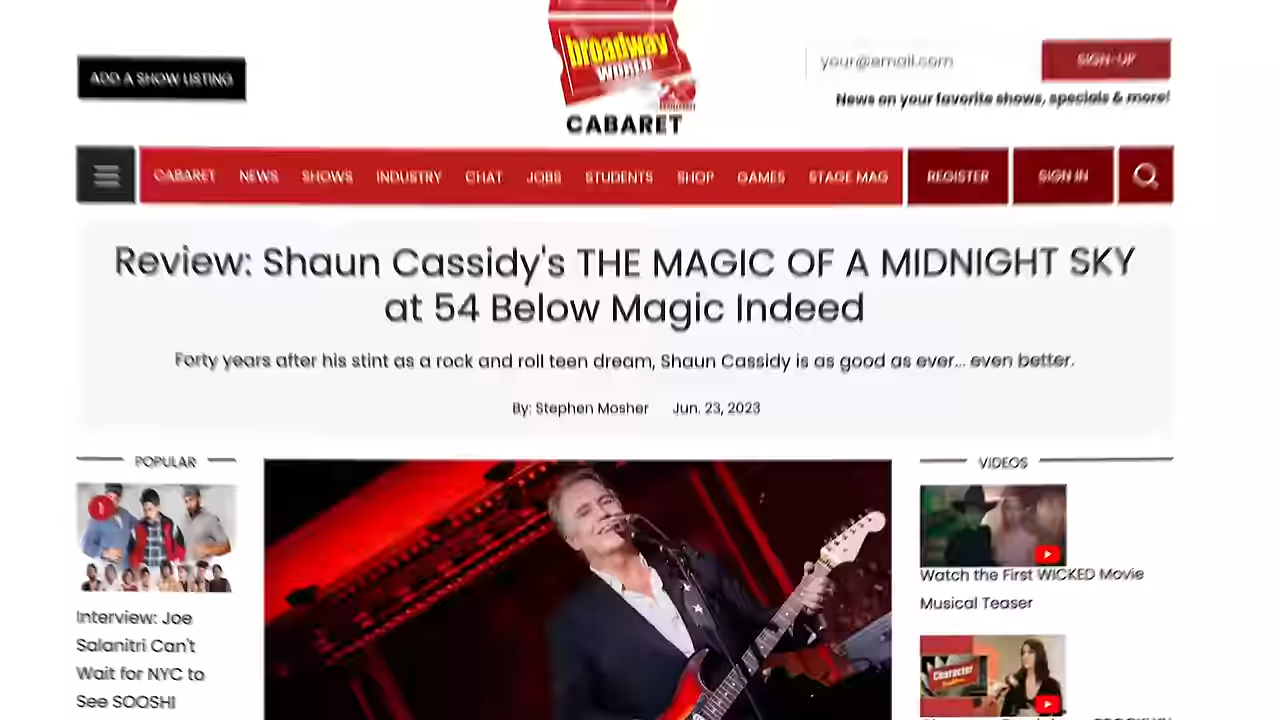 broadway
WORLD
CABARET
ADD A SHOW LISTING
your@email.com
SIGN-UP
News on your favorite shows, specials & more!
CABARET NEWS SHOWS INDUSTRY CHAT JOBS STUDENTS SHOP GAMES STAGE MAG REGISTER SIGN IN
Review: Shaun Cassidy's THE MAGIC OF A MIDNIGHT SKY
at 54 Below Magic Indeed
Forty years after his stint as a rock and roll teen dream, Shaun Cassidy is as good as ever... even better.
By: Stephen Mosher Jun. 23, 2023
POPULAR
1
Interview: Joe
Salanitri Can't
Wait for NYC to
See SOOSHI
VIDEOS
Watch the First WICKED Movie
Musical Teaser
Character